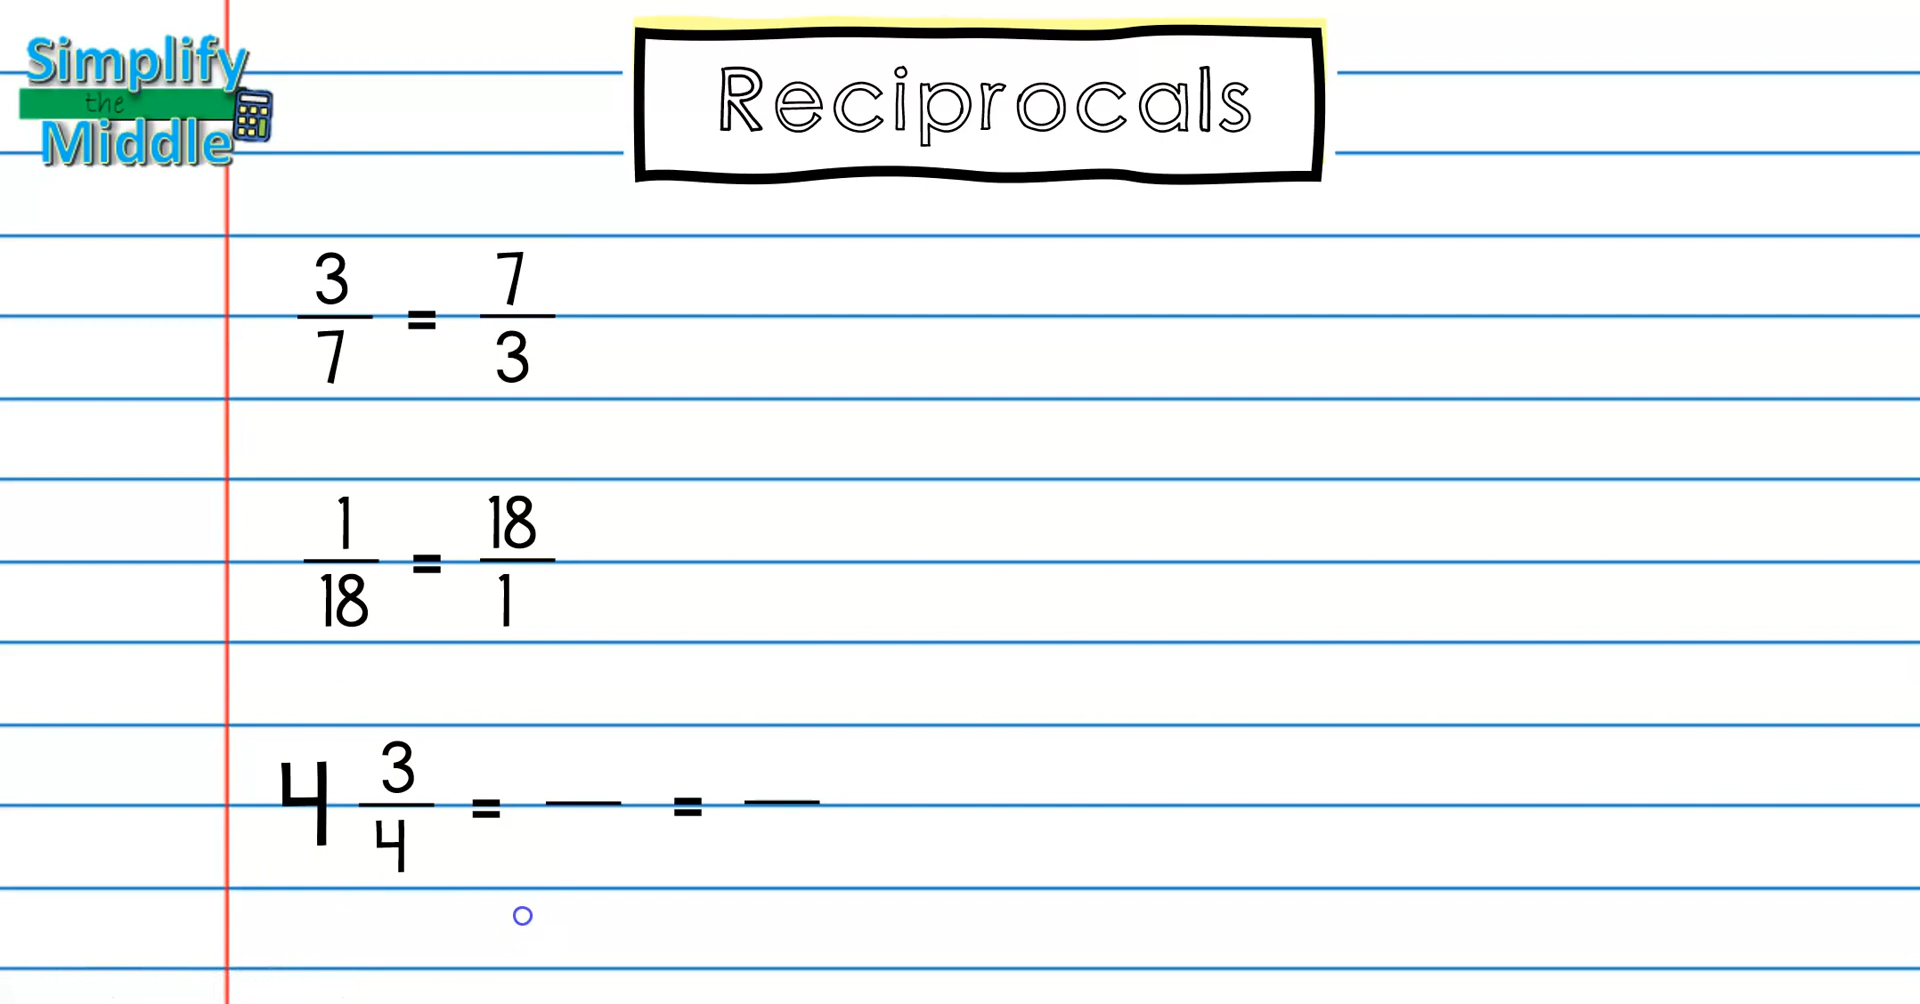 Simplify
the
Middle
Reciprocals
3/7 = 7/3
1/18 = 18/1
4 3/4 = — = —